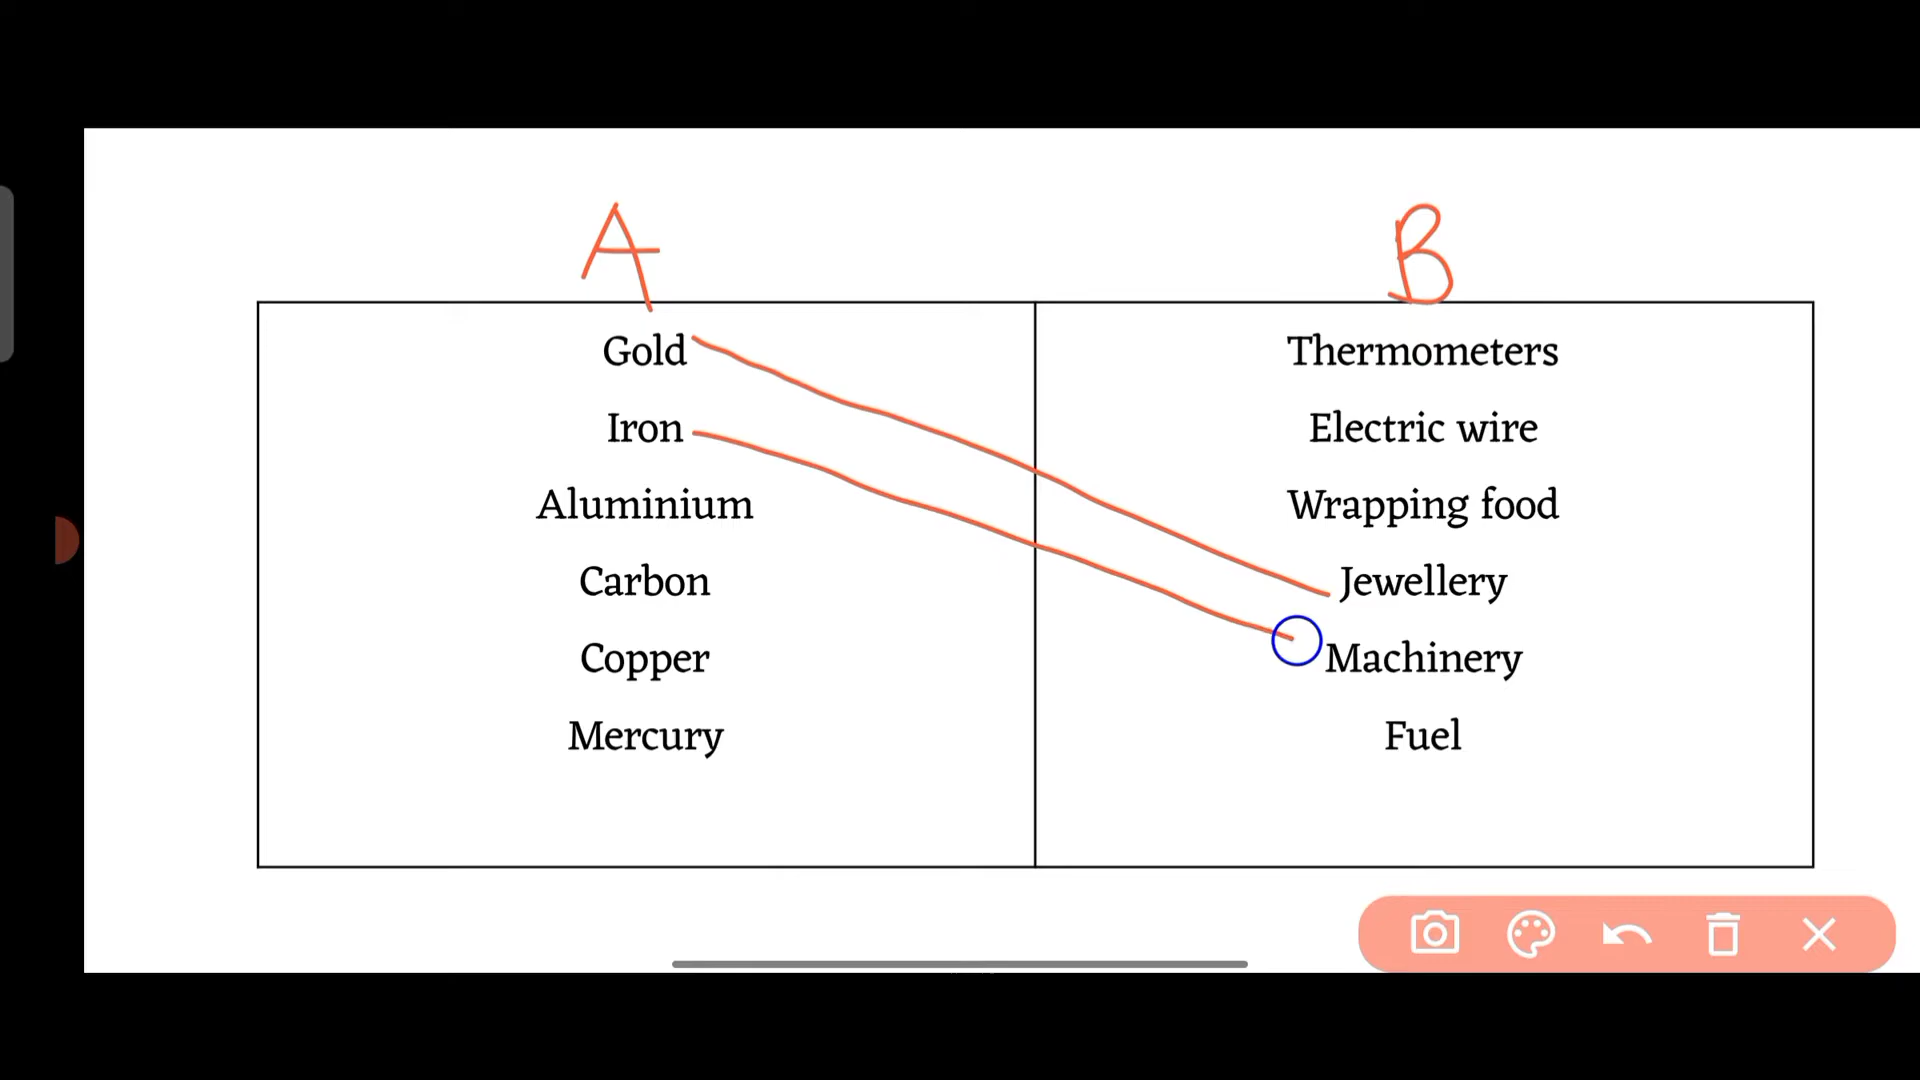 A B
Gold Thermometers
Iron Electric wire
Aluminium Wrapping food
Carbon Jewellery
Copper Machinery
Mercury Fuel